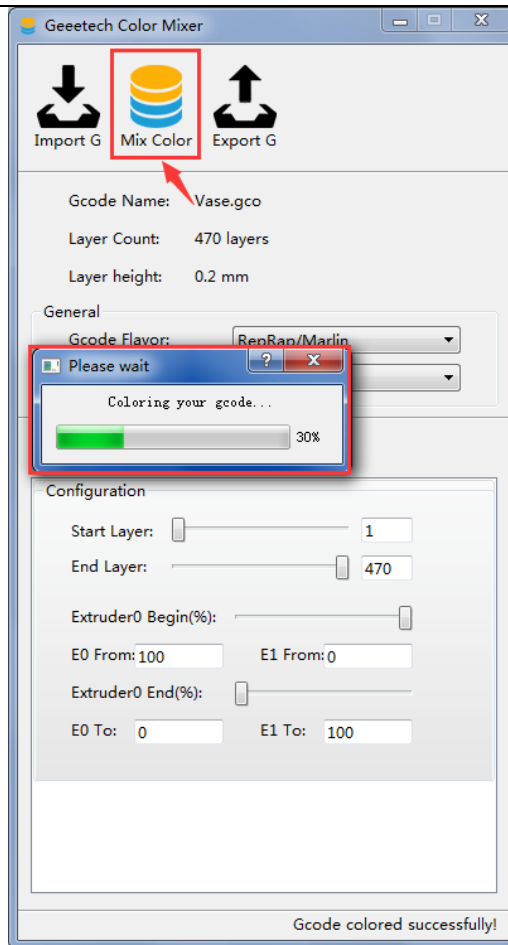 Geeetech Color Mixer
Import G Mix Color Export G
Gcode Name: Vase.gco
Layer Count: 470 layers
Layer height: 0.2 mm
General
Gcode Flavor: RepRap/Marlin
Please wait
Coloring your gcode...
30%
Configuration
Start Layer: 1
End Layer: 470
Extruder0 Begin(%):
E0 From: 100 E1 From: 0
Extruder0 End(%):
E0 To: 0 E1 To: 100
Gcode colored successfully!